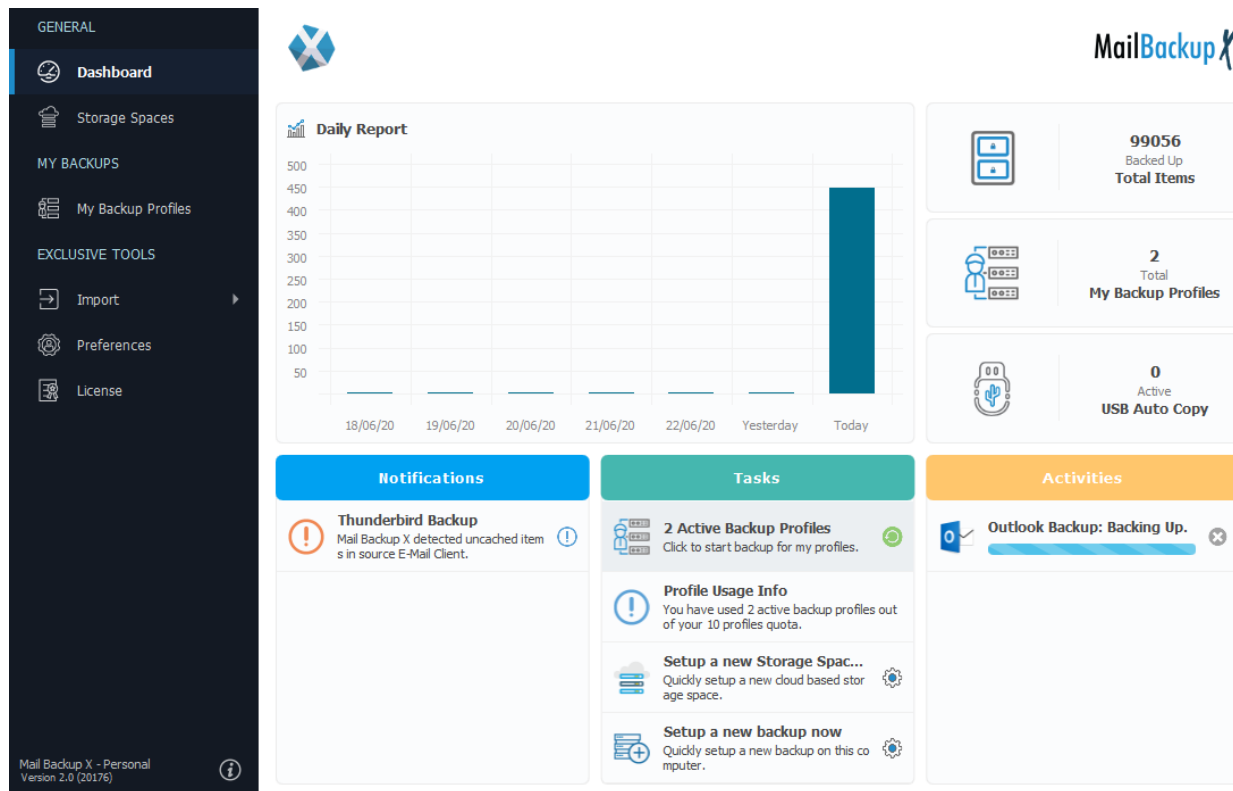 GENERAL
Dashboard
Storage Spaces
MY BACKUPS
My Backup Profiles
EXCLUSIVE TOOLS
Import
Preferences
License
Mail Backup X - Personal
Version 2.0 (20176)
MailBackup X
Daily Report
500
450
400
350
300
250
200
150
100
50
18/06/20 19/06/20 20/06/20 21/06/20 22/06/20 Yesterday Today
99056
Backed Up
Total Items
2
Total
My Backup Profiles
0
Active
USB Auto Copy
Notifications
Thunderbird Backup
Mail Backup X detected uncached item
s in source E-Mail Client.
Tasks
2 Active Backup Profiles
Click to start backup for my profiles.
Profile Usage Info
You have used 2 active backup profiles out
of your 10 profiles quota.
Setup a new Storage Spac...
Quickly setup a new cloud based stor
age space.
Setup a new backup now
Quickly setup a new backup on this co
mputer.
Activities
Outlook Backup: Backing Up.